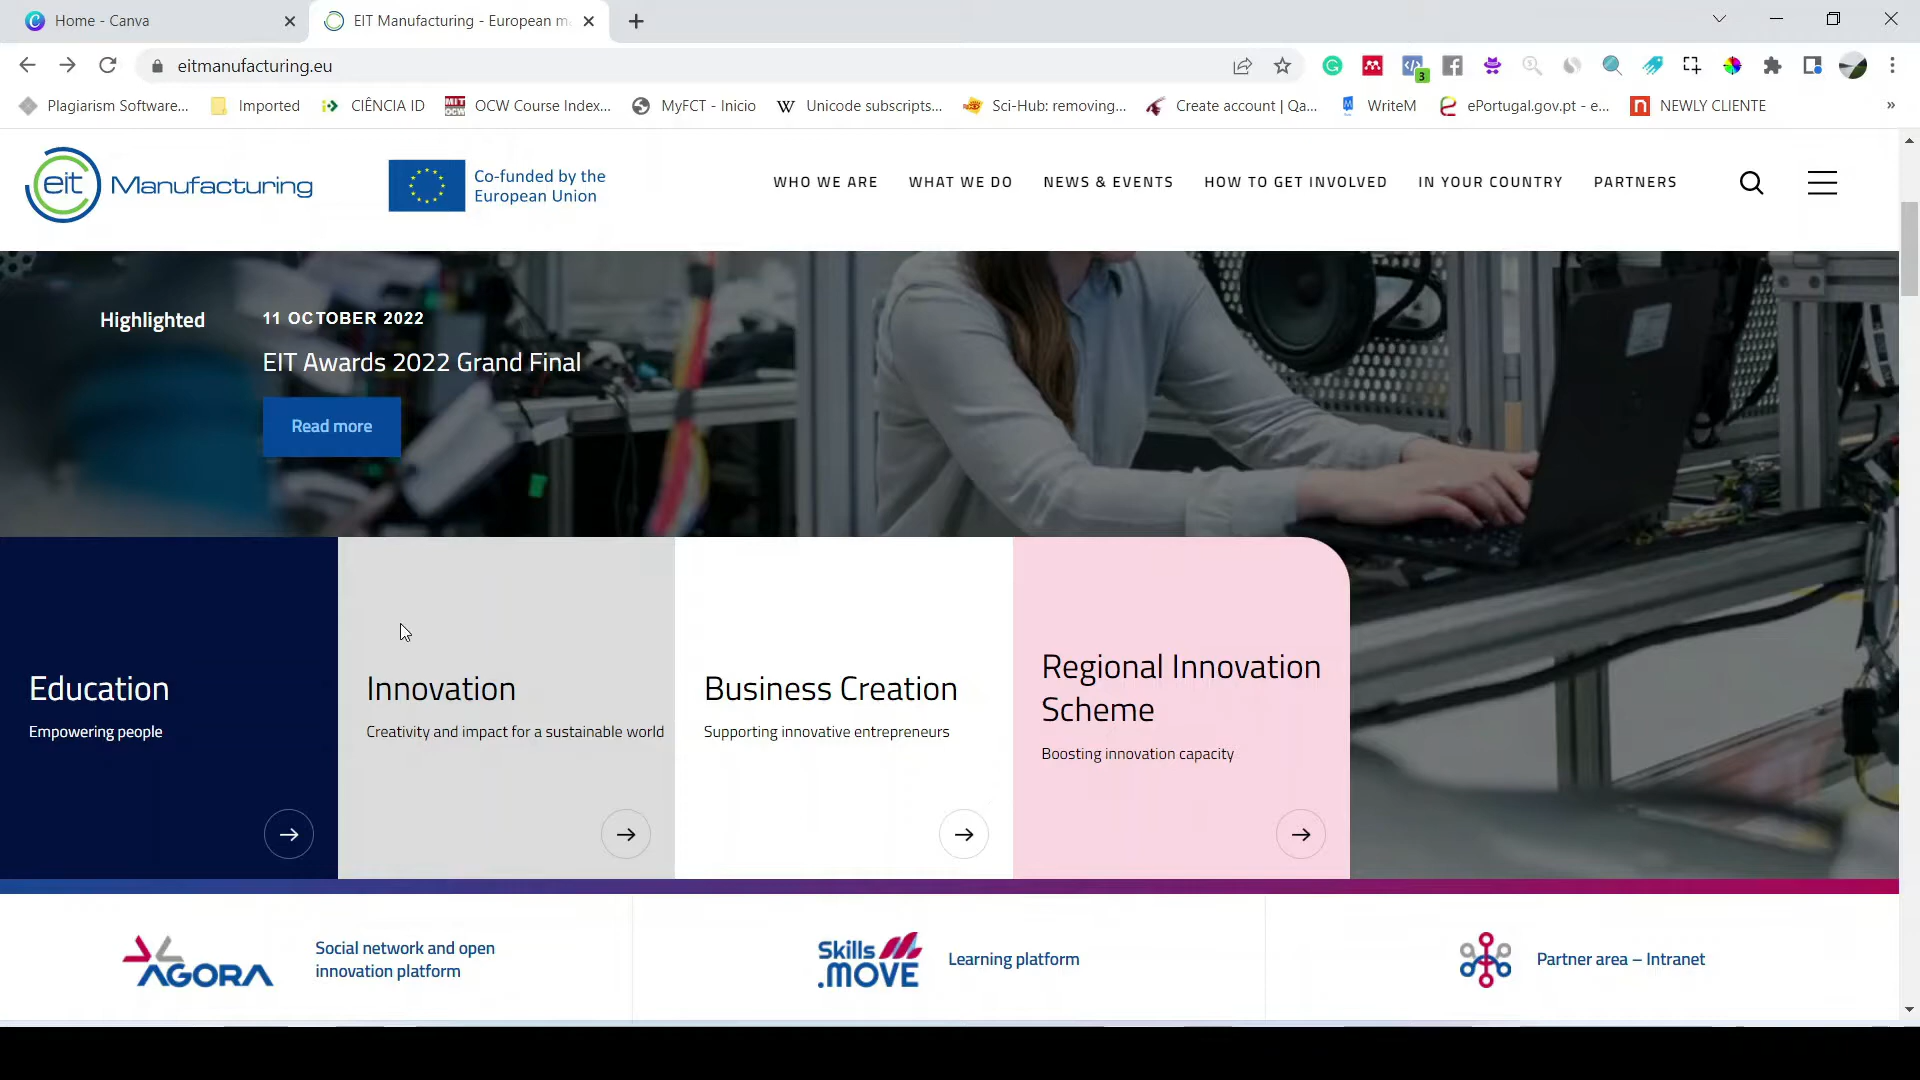 Home - Canva
EIT Manufacturing - European m
eitmanufacturing.eu
3
Plagiarism Software...
Imported
CIÊNCIA ID
MIT
OCW
OCW Course Index...
MyFCT - Inicio
W
Unicode subscripts...
Sci-Hub: removing...
Create account | Qa...
WriteM
ePortugal.gov.pt - e...
n
NEWLY CLIENTE
»
eit Manufacturing
Co-funded by the
European Union
WHO WE ARE
WHAT WE DO
NEWS & EVENTS
HOW TO GET INVOLVED
IN YOUR COUNTRY
PARTNERS
Highlighted
11 OCTOBER 2022
EIT Awards 2022 Grand Final
Read more
Education
Empowering people
Innovation
Creativity and impact for a sustainable world
Business Creation
Supporting innovative entrepreneurs
Regional Innovation
Scheme
Boosting innovation capacity
AGORA
Social network and open
innovation platform
Skills
.MOVE
Learning platform
Partner area – Intranet